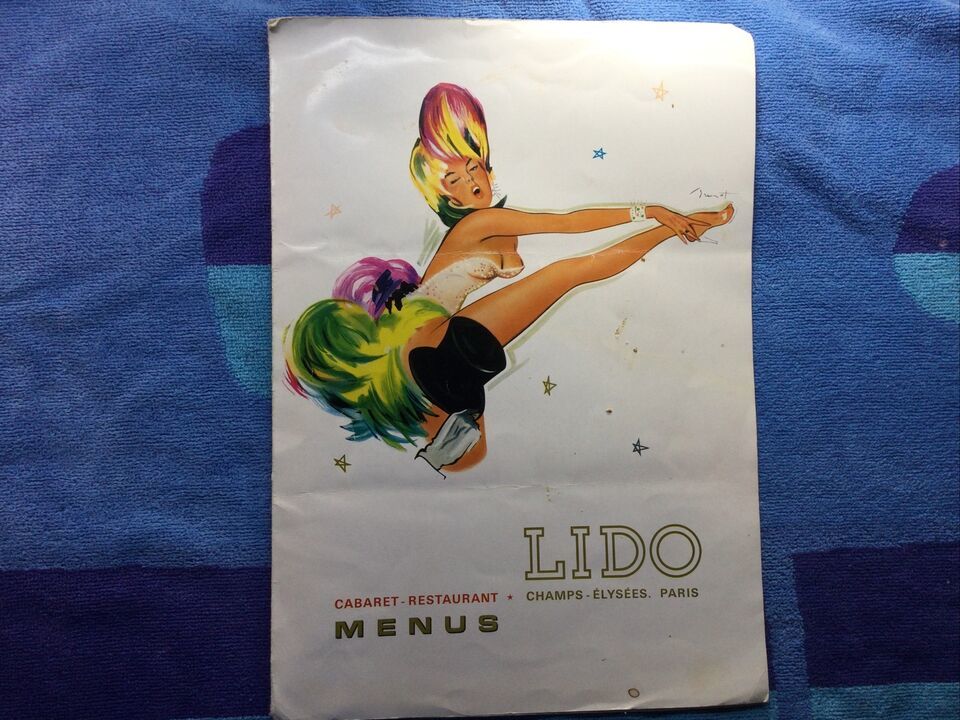 LIDO
CABARET-RESTAURANT ★ CHAMPS-ÉLYSÉES. PARIS
MENUS